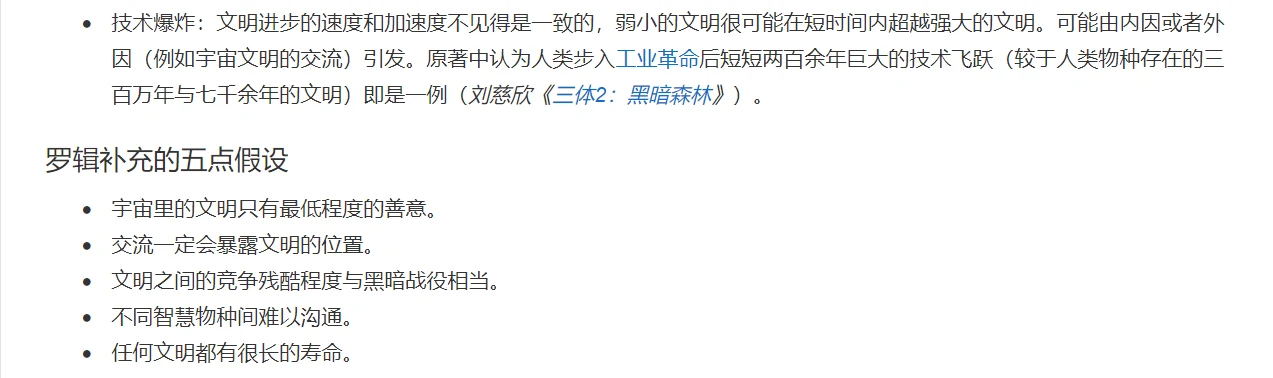 技术爆炸：文明进步的速度和加速度不见得是一致的，弱小的文明很可能在短时间内超越强大的文明。可能由内因或者外
因（例如宇宙文明的交流）引发。原著中认为人类步入工业革命后短短两百余年巨大的技术飞跃（较于人类物种存在的三
百万年与七千余年的文明）即是一例（刘慈欣《三体2：黑暗森林》）。
罗辑补充的五点假设
宇宙里的文明只有最低程度的善意。
交流一定会暴露文明的位置。
文明之间的竞争残酷程度与黑暗战役相当。
不同智慧物种间难以沟通。
任何文明都有很长的寿命。